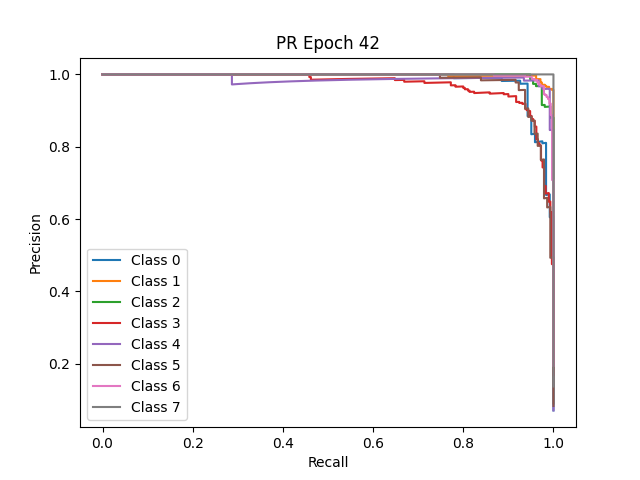 PR Epoch 42
1.0
0.8
0.6
0.4
0.2
Precision
Class 0
Class 1
Class 2
Class 3
Class 4
Class 5
Class 6
Class 7
0.0 0.2 0.4 0.6 0.8 1.0
Recall